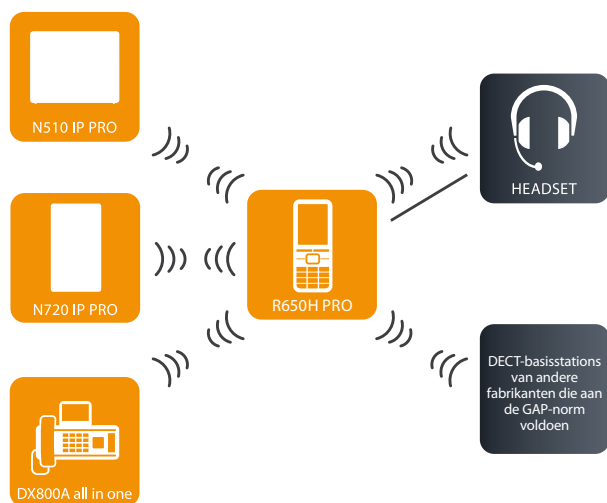 N510 IP PRO
HEADSET
N720 IP PRO
R650H PRO
DECT-basisstations
van andere
fabrikanten die aan
de GAP-norm
voldoen
DX800A all in one